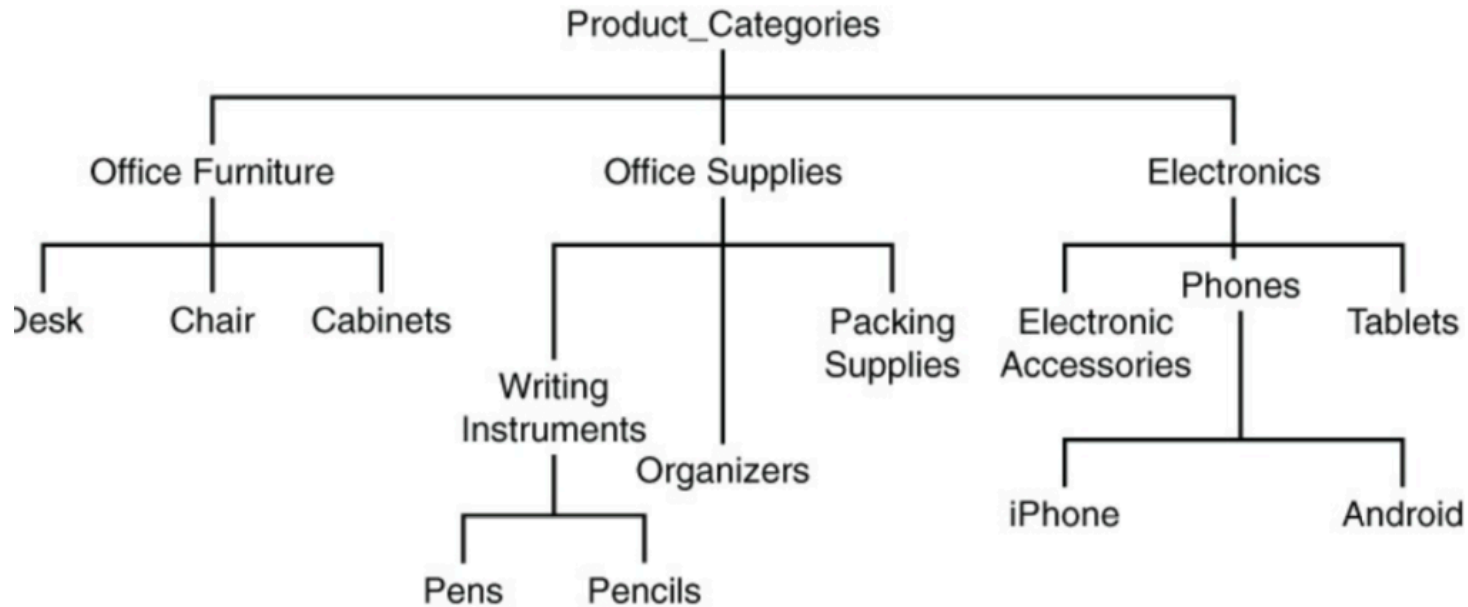 Product_Categories
Office Furniture
Office Supplies
Electronics
Desk
Chair
Cabinets
Writing
Instruments
Organizers
Packing
Supplies
Electronic
Accessories
Phones
Tablets
Pens
Pencils
iPhone
Android